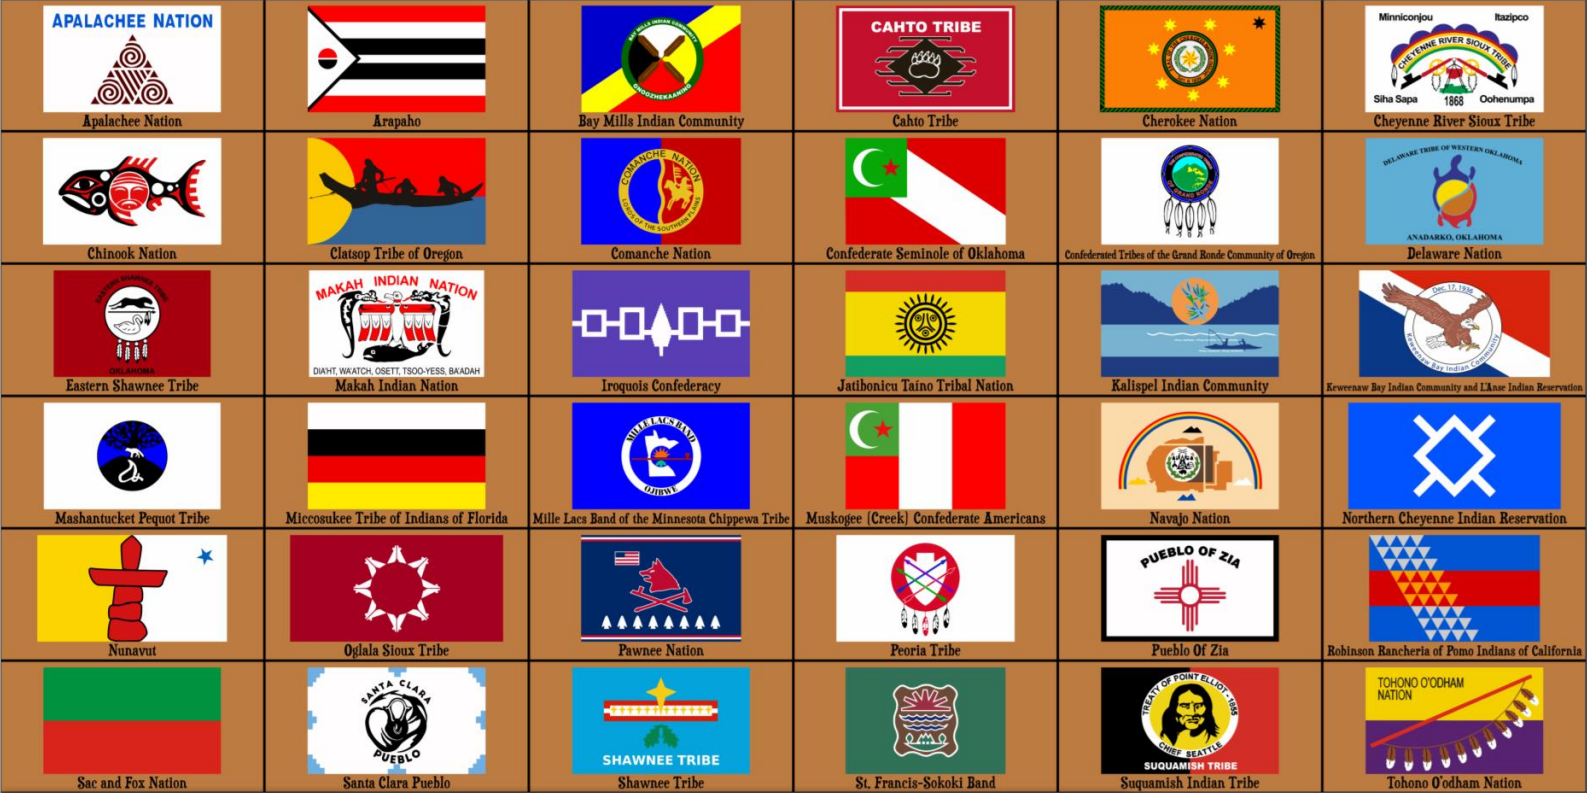 APALACHEE NATION
Apalachee Nation
Arapaho
BAY MILLS INDIAN COMMUNITY
GNOOZHEKAANING
Bay Mills Indian Community
CAHTO TRIBE
Cahto Tribe
Cherokee Nation
Minniconjou Itazipco
CHEYENNE RIVER SIOUX TRIBE
Siha Sapa 1868 Oohenumpa
Cheyenne River Sioux Tribe
Chinook Nation
Clatsop Tribe of Oregon
COMANCHE NATION
LORDS OF THE SOUTHERN PLAINS
Comanche Nation
Confederate Seminole of Oklahoma
OF GRAND RONDE
Confederated Tribes of the Grand Ronde Community of Oregon
DELAWARE TRIBE OF WESTERN OKLAHOMA
ANADARKO, OKLAHOMA
Delaware Nation
EASTERN SHAWNEE TRIBE
OKLAHOMA
Eastern Shawnee Tribe
MAKAH INDIAN NATION
DIA'HT, WA'ATCH, OSETT, TSOO-YESS, BA'ADAH
Makah Indian Nation
Iroquois Confederacy
Jatibonicu Taíno Tribal Nation
Kalispel Indian Community
Dec. 17, 1936
Keweenaw Bay Indian Community
Keweenaw Bay Indian Community and L'Anse Indian Reservation
Mashantucket Pequot Tribe
Miccosukee Tribe of Indians of Florida
MILLE LACS BAND
OJIBWE
Mille Lacs Band of the Minnesota Chippewa Tribe
Muskogee (Creek) Confederate Americans
Navajo Nation
Northern Cheyenne Indian Reservation
Nunavut
Oglala Sioux Tribe
Pawnee Nation
Peoria Tribe
PUEBLO OF ZIA
Pueblo Of Zia
Robinson Rancheria of Pomo Indians of California
Sac and Fox Nation
SANTA CLARA
PUEBLO
Santa Clara Pueblo
SHAWNEE TRIBE
Shawnee Tribe
St. Francis-Sokoki Band
TREATY OF POINT ELLIOT - 1855
CHIEF SEATTLE
SUQUAMISH TRIBE
Suquamish Indian Tribe
TOHONO O'ODHAM
NATION
Tohono O'odham Nation